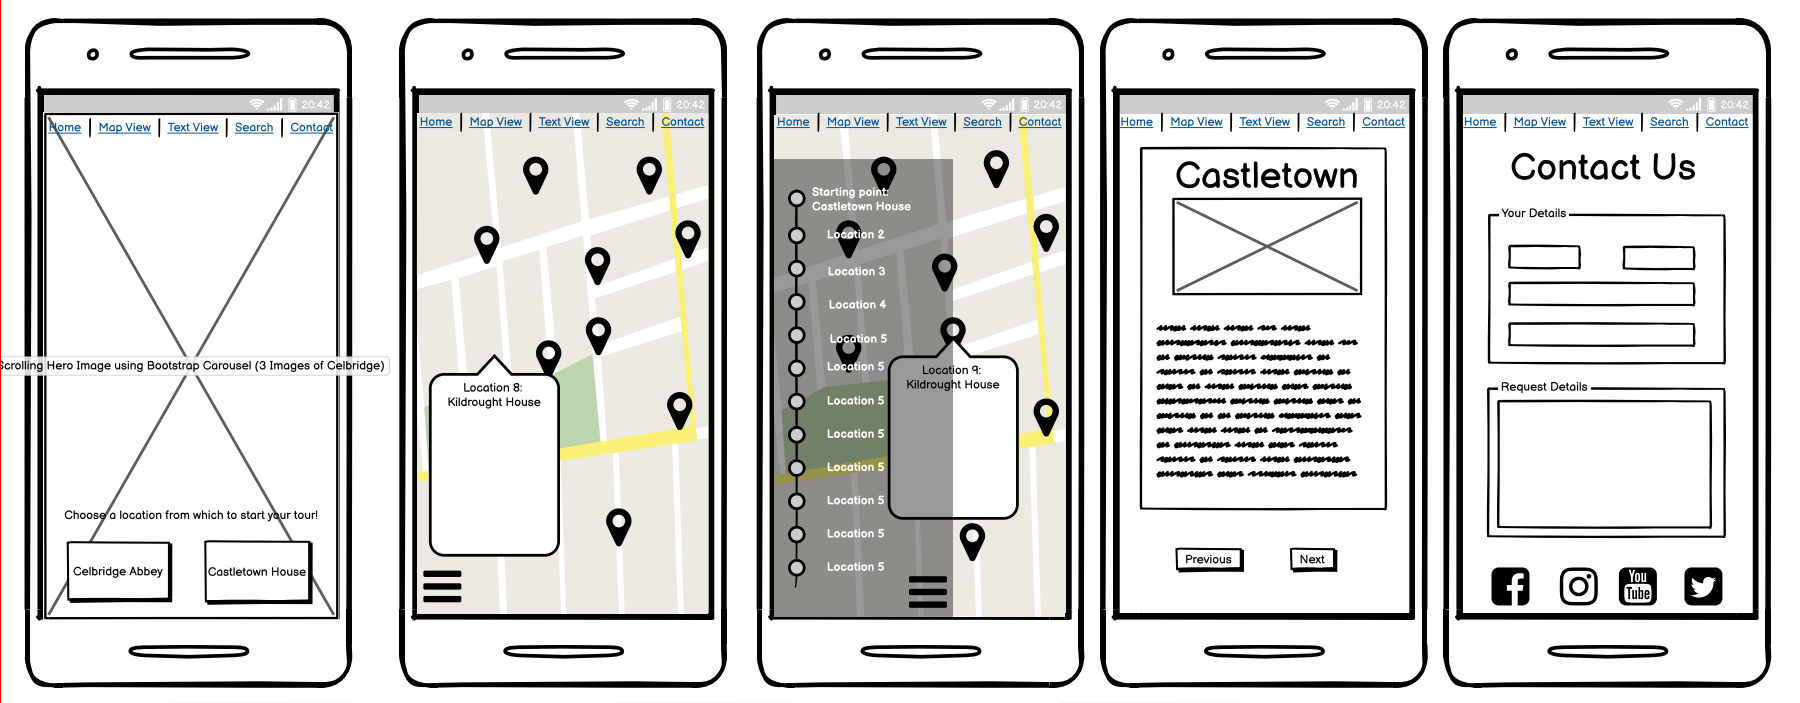 20:42
Home | Map View | Text View | Search | Contact
Scrolling Hero Image using Bootstrap Carousel (3 Images of Celbridge)
Choose a location from which to start your tour!
Celbridge Abbey
Castletown House
20:42
Home | Map View | Text View | Search | Contact
Location 8:
Kildrought House
20:42
Home | Map View | Text View | Search | Contact
Starting point:
Castletown House
Location 2
Location 3
Location 4
Location 5
Location 5
Location 5
Location 5
Location 5
Location 5
Location 5
Location 5
Location 9:
Kildrought House
20:42
Home | Map View | Text View | Search | Contact
Castletown
Previous
Next
20:42
Home | Map View | Text View | Search | Contact
Contact Us
Your Details
Request Details
You
Tube